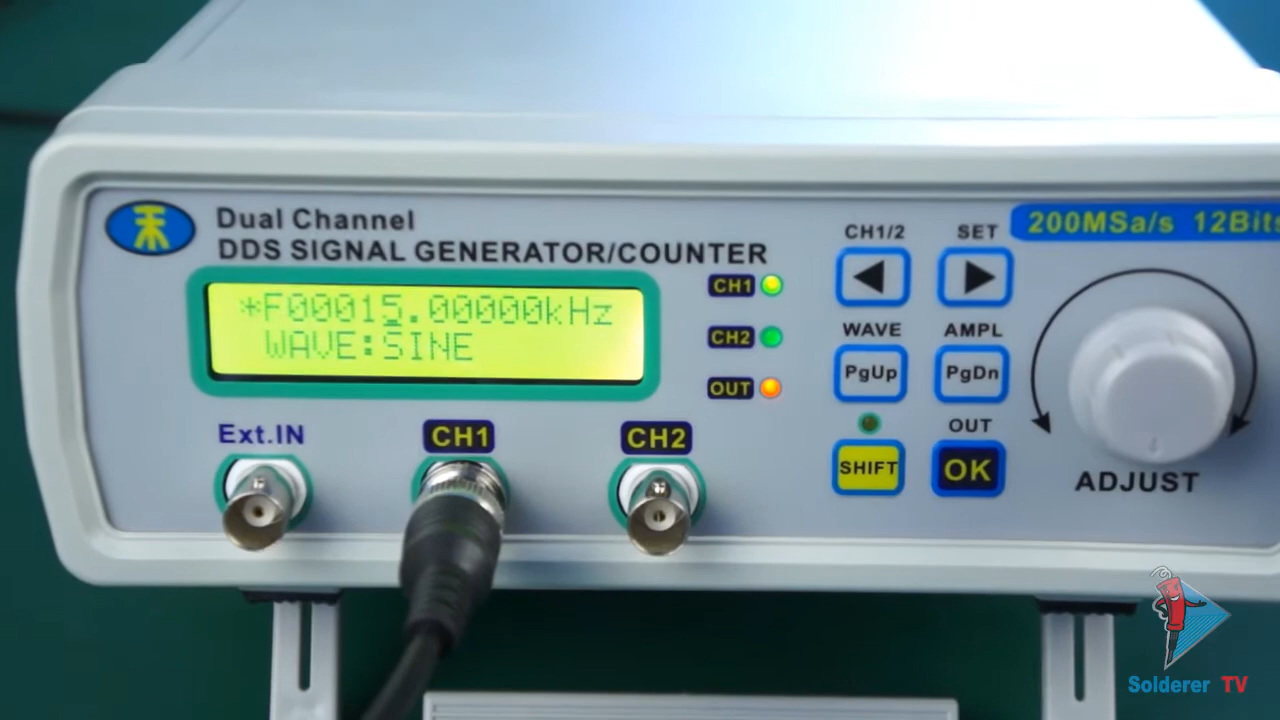 Dual Channel
DDS SIGNAL GENERATOR/COUNTER
200MSa/s 12Bits
*F00015.00000kHz
WAVE:SINE
CH1
CH2
OUT
CH1/2
SET
WAVE
AMPL
PgUp
PgDn
OUT
SHIFT
OK
ADJUST
Ext.IN
CH1
CH2
Solderer TV